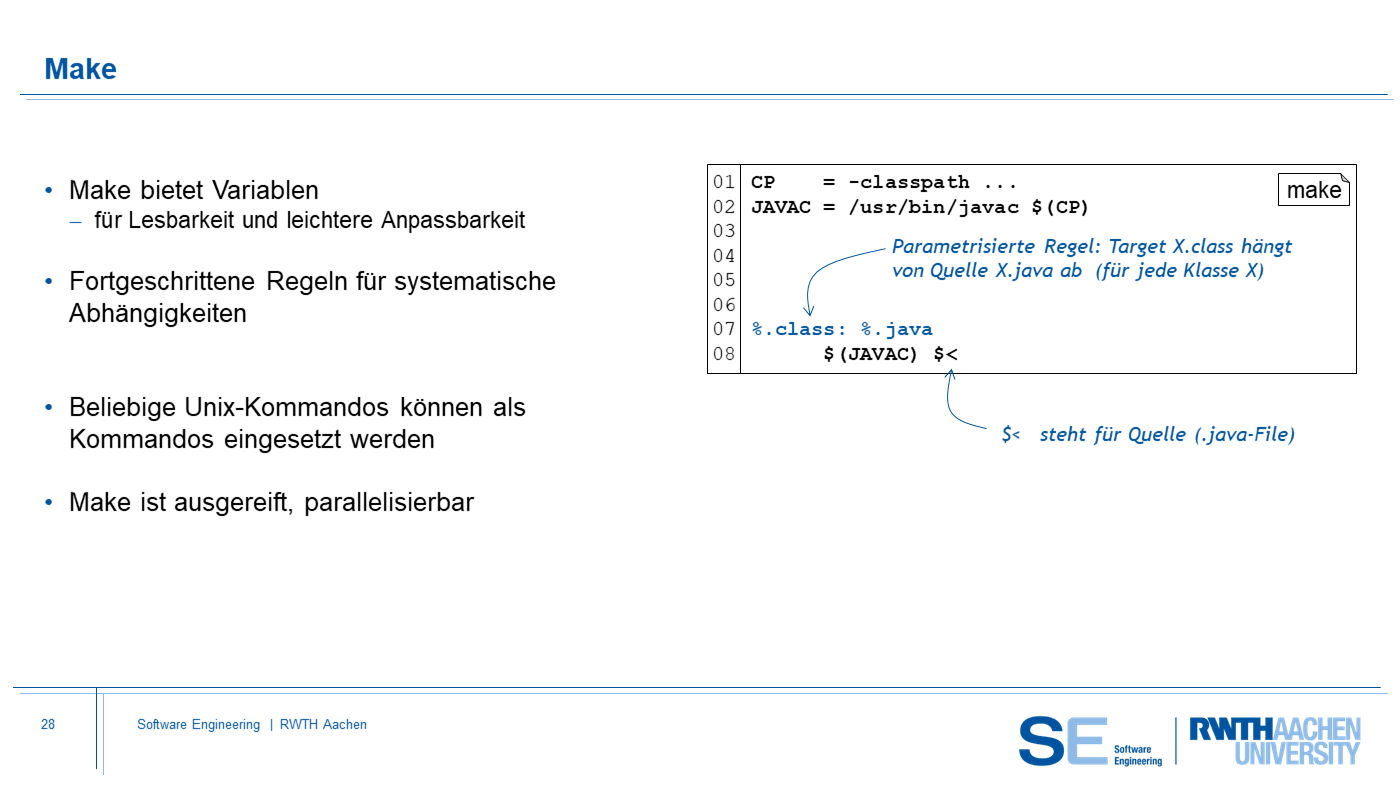 Make
• Make bietet Variablen
– für Lesbarkeit und leichtere Anpassbarkeit
• Fortgeschrittene Regeln für systematische
Abhängigkeiten
• Beliebige Unix-Kommandos können als
Kommandos eingesetzt werden
• Make ist ausgereift, parallelisierbar
make
01 CP    = -classpath ...
02 JAVAC = /usr/bin/javac $(CP)
03
04
05
06
07 %.class: %.java
08       $(JAVAC) $<
Parametrisierte Regel: Target X.class hängt
von Quelle X.java ab (für jede Klasse X)
$< steht für Quelle (.java-File)
28
Software Engineering | RWTH Aachen
SE Software
Engineering
RWTHAACHEN
UNIVERSITY